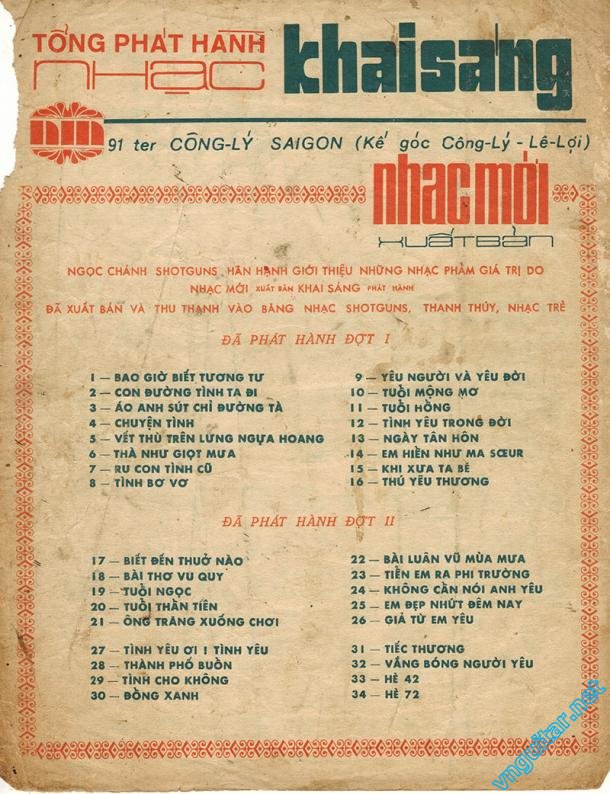 TỔNG PHÁT HÀNH
nhạc khaisáng
NM
91 ter CÔNG-LÝ SAIGON (Kế góc Công-Lý - Lê-Lợi)
nhạcmới
XUẤTBẢN
NGỌC CHÁNH SHOTGUNS HÂN HẠNH GIỚI THIỆU NHỮNG NHẠC PHẨM GIÁ TRỊ DO
NHẠC MỚI XUẤT BẢN KHAI SÁNG PHÁT HÀNH
ĐÃ XUẤT BẢN VÀ THU THANH VÀO BĂNG NHẠC SHOTGUNS, THANH THÚY, NHẠC TRẺ
ĐÃ PHÁT HÀNH ĐỢT I
1 — BAO GIỜ BIẾT TƯƠNG TƯ
2 — CON ĐƯỜNG TÌNH TA ĐI
3 — ÁO ANH SÚT CHỈ ĐƯỜNG TÀ
4 — CHUYỆN TÌNH
5 — VẾT THÙ TRÊN LƯNG NGỰA HOANG
6 — THÀ NHƯ GIỌT MƯA
7 — RU CON TÌNH CŨ
8 — TÌNH BƠ VƠ
9 — YÊU NGƯỜI VÀ YÊU ĐỜI
10 — TUỔI MỘNG MƠ
11 — TUỔI HỒNG
12 — TÌNH YÊU TRONG ĐỜI
13 — NGÀY TÂN HÔN
14 — EM HIỀN NHƯ MA SŒUR
15 — KHI XƯA TA BÉ
16 — THÚ YÊU THƯƠNG
ĐÃ PHÁT HÀNH ĐỢT II
17 — BIẾT ĐẾN THUỞ NÀO
18 — BÀI THƠ VU QUY
19 — TUỔI NGỌC
20 — TUỔI THẦN TIÊN
21 — ÔNG TRĂNG XUỐNG CHƠI
22 — BÀI LUÂN VŨ MÙA MƯA
23 — TIỄN EM RA PHI TRƯỜNG
24 — KHÔNG CẦN NÓI ANH YÊU
25 — EM ĐẸP NHỨT ĐÊM NAY
26 — GIẢ TỪ EM YÊU
27 — TÌNH YÊU ƠI ! TÌNH YÊU
28 — THÀNH PHỐ BUỒN
29 — TÌNH CHO KHÔNG
30 — ĐỒNG XANH
31 — TIẾC THƯƠNG
32 — VẮNG BÓNG NGƯỜI YÊU
33 — HÈ 42
34 — HÈ 72
vnguitar.net